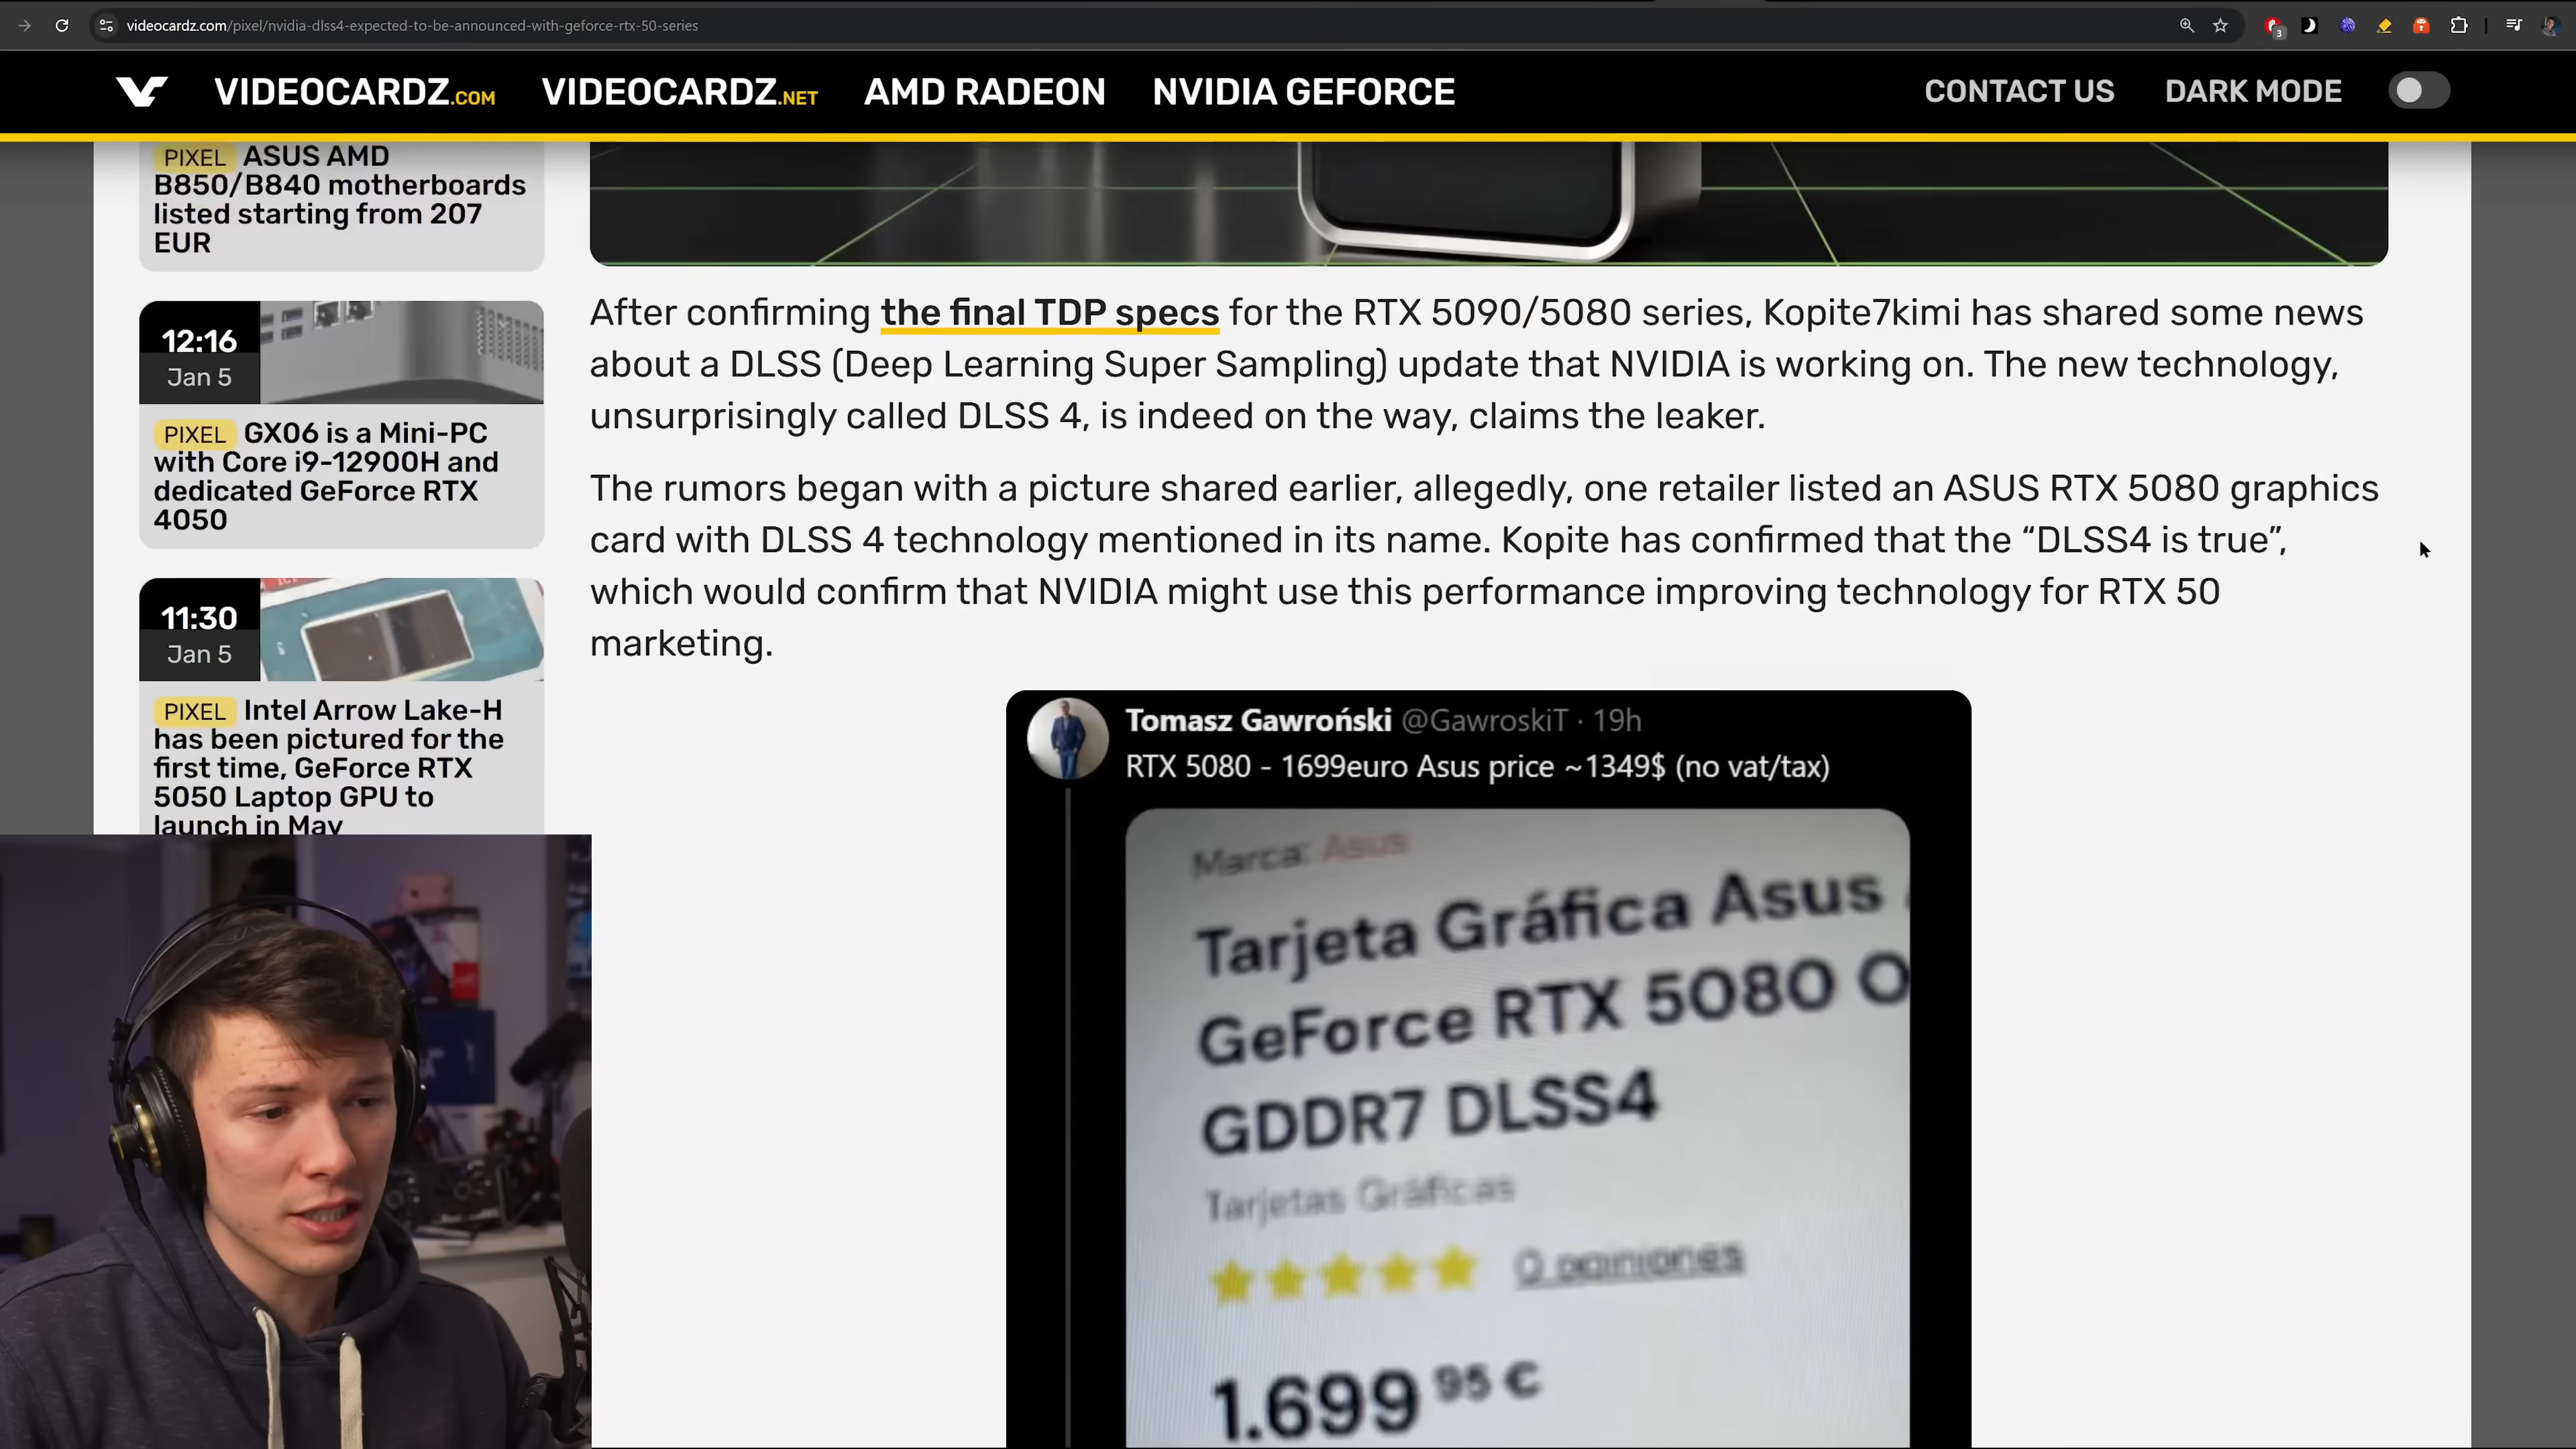 videocardz.com/pixel/nvidia-dlss4-expected-to-be-announced-with-geforce-rtx-50-series
3
VIDEOCARDZ.COM
VIDEOCARDZ.NET
AMD RADEON
NVIDIA GEFORCE
CONTACT US
DARK MODE
PIXEL ASUS AMD
B850/B840 motherboards
listed starting from 207
EUR
12:16
Jan 5
PIXEL GX06 is a Mini-PC
with Core i9-12900H and
dedicated GeForce RTX
4050
11:30
Jan 5
PIXEL Intel Arrow Lake-H
has been pictured for the
first time, GeForce RTX
5050 Laptop GPU to
launch in May
After confirming the final TDP specs for the RTX 5090/5080 series, Kopite7kimi has shared some news
about a DLSS (Deep Learning Super Sampling) update that NVIDIA is working on. The new technology,
unsurprisingly called DLSS 4, is indeed on the way, claims the leaker.
The rumors began with a picture shared earlier, allegedly, one retailer listed an ASUS RTX 5080 graphics
card with DLSS 4 technology mentioned in its name. Kopite has confirmed that the “DLSS4 is true”,
which would confirm that NVIDIA might use this performance improving technology for RTX 50
marketing.
Tomasz Gawroński @GawroskiT · 19h
RTX 5080 - 1699euro Asus price ~1349$ (no vat/tax)
Marca: Asus
Tarjeta Gráfica Asus
GeForce RTX 5080 O
GDDR7 DLSS4
Tarjetas Gráficas
0 opiniones
1.699 95 €